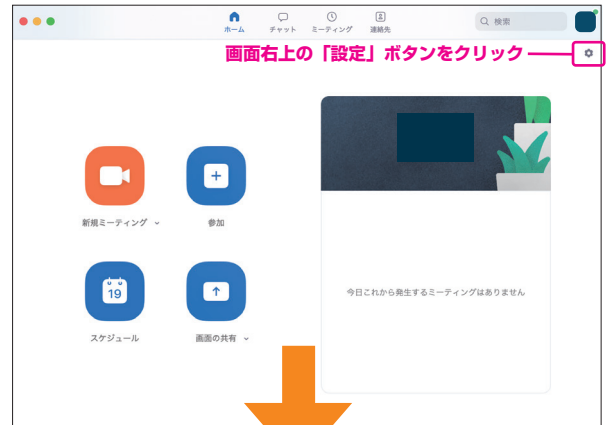 ホーム チャット ミーティング 連絡先
検索
画面右上の「設定」ボタンをクリック
新規ミーティング
参加
19
スケジュール
画面の共有
今日これから発生するミーティングはありません